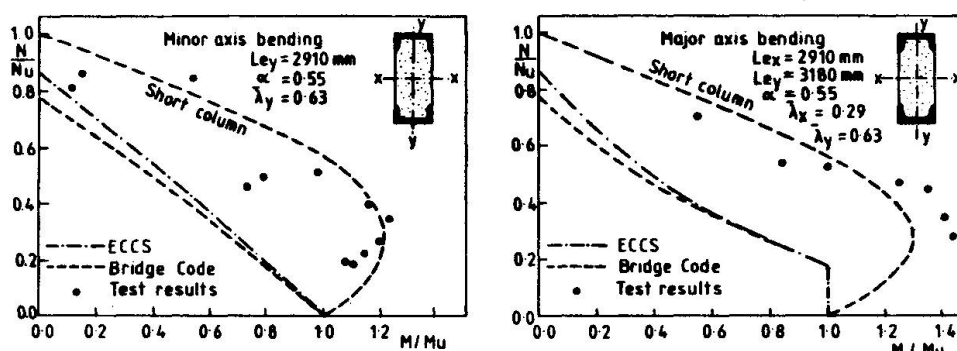 Minor axis bending
Ley = 2910 mm
α = 0.55
λ̄y = 0.63
Short column
y
x x
y
N
Nu
1.0
0.8
0.6
0.4
0.2
0.0
ECCS
Bridge Code
Test results
0.0 0.2 0.4 0.6 0.8 1.0 1.2
M/Mu
Major axis bending
Lex = 2910 mm
Ley = 3180 mm
α = 0.55
λ̄x = 0.29
λ̄y = 0.63
Short column
y
x x
y
N
Nu
1.0
0.8
0.6
0.4
0.2
0.0
ECCS
Bridge Code
Test results
0.0 0.2 0.4 0.6 0.8 1.0 1.2 1.4
M/Mu